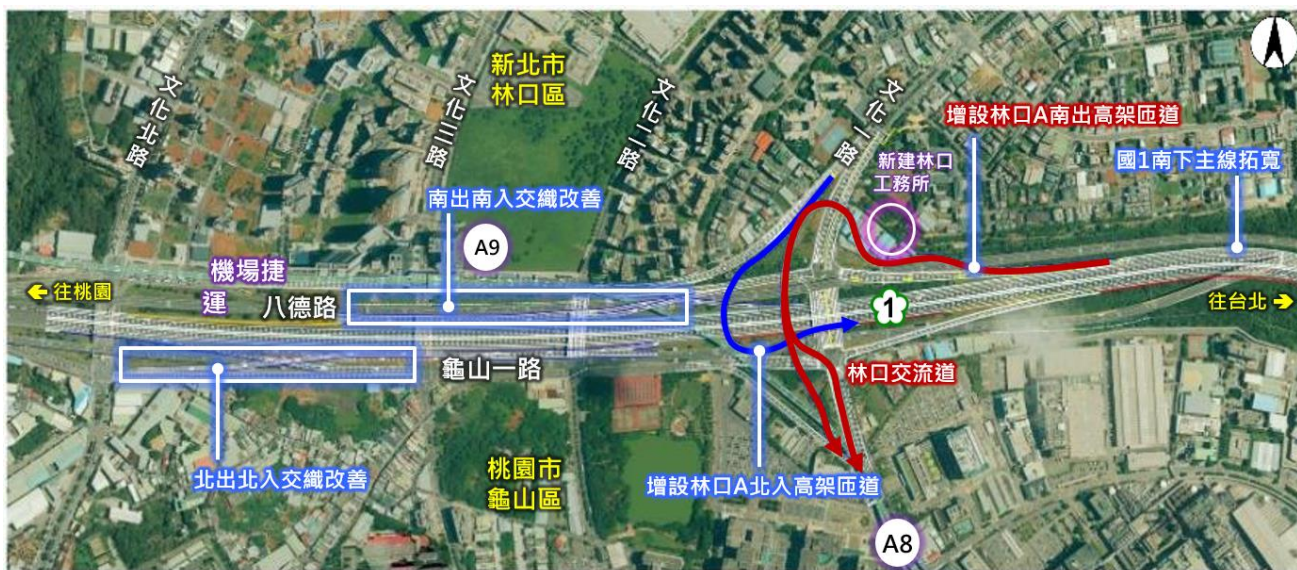 新北市
林口區
文化北路
文化三路
文化二路
文化一路
增設林口A南出高架匝道
新建林口
工務所
國1南下主線拓寬
南出南入交織改善
A9
機場捷
運
往桃園
八德路
1
往台北
龜山一路
林口交流道
北出北入交織改善
桃園市
龜山區
增設林口A北入高架匝道
A8